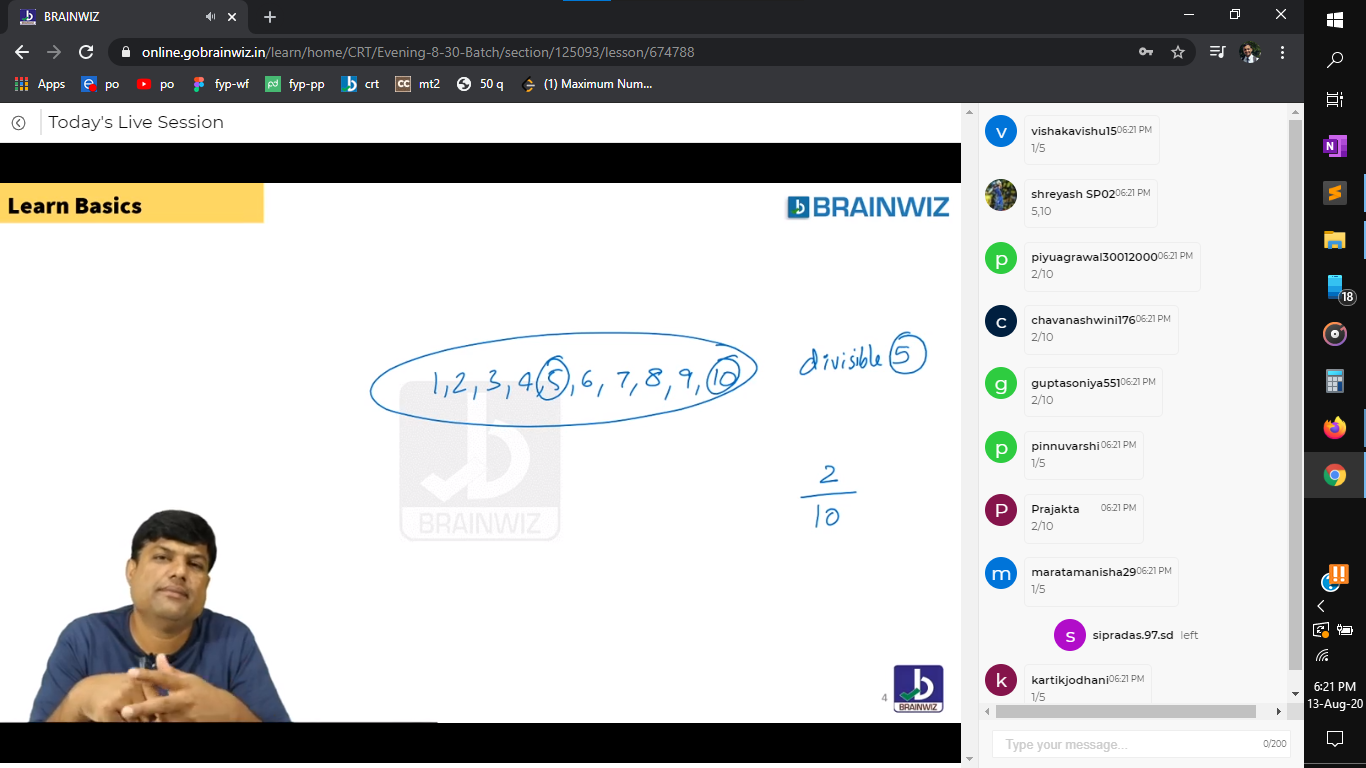 BRAINWIZ
online.gobrainwiz.in/learn/home/CRT/Evening-8-30-Batch/section/125093/lesson/674788
Apps po po fyp-wf fyp-pp crt mt2 50 q (1) Maximum Num...
Today's Live Session
Learn Basics
BRAINWIZ
1, 2, 3, 4, 5, 6, 7, 8, 9, 10
divisible 5
2
10
BRAINWIZ
4
BRAINWIZ
v
vishakavishu15 06:21 PM
1/5
shreyash SP02 06:21 PM
5,10
p
piyuagrawal30012000 06:21 PM
2/10
c
chavanashwini176 06:21 PM
2/10
g
guptasoniya551 06:21 PM
2/10
p
pinnuvarshi 06:21 PM
1/5
P
Prajakta 06:21 PM
2/10
m
maratamanisha29 06:21 PM
1/5
s
sipradas.97.sd left
k
kartikjodhani 06:21 PM
1/5
Type your message... 0/200
18
6:21 PM
13-Aug-20